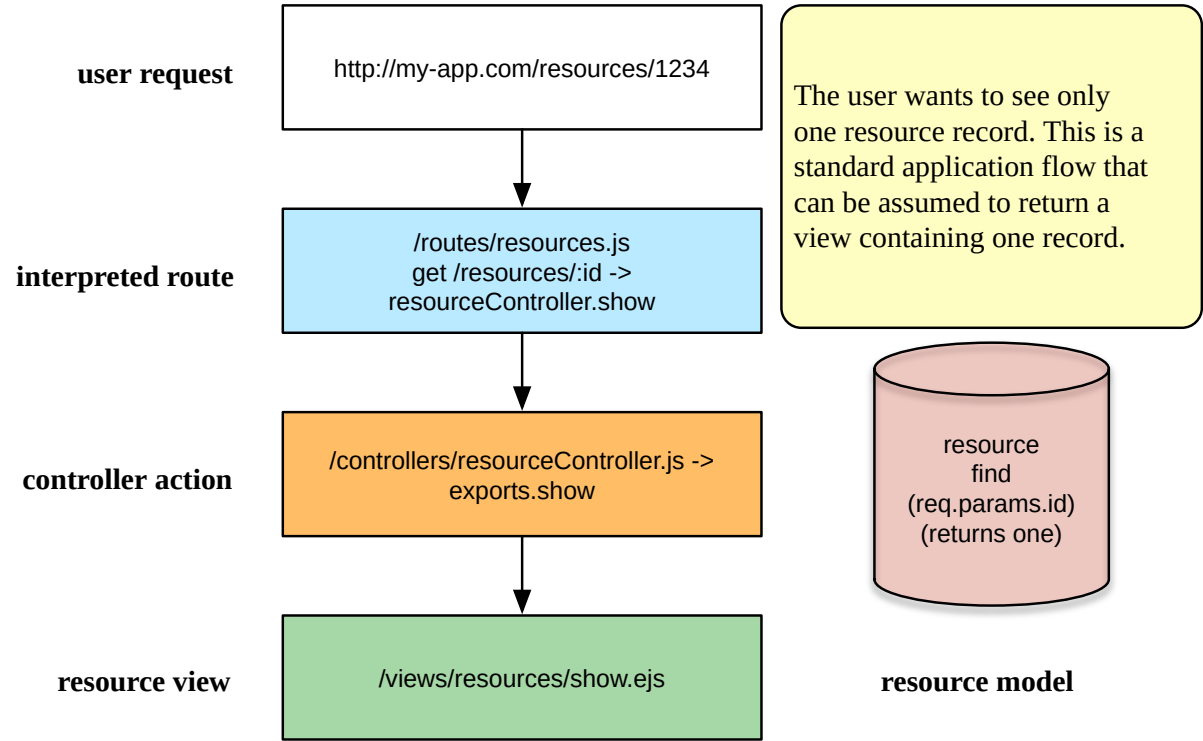 user request
http://my-app.com/resources/1234
The user wants to see only
one resource record. This is a
standard application flow that
can be assumed to return a
view containing one record.
interpreted route
/routes/resources.js
get /resources/:id ->
resourceController.show
controller action
/controllers/resourceController.js ->
exports.show
resource
find
(req.params.id)
(returns one)
resource view
/views/resources/show.ejs
resource model